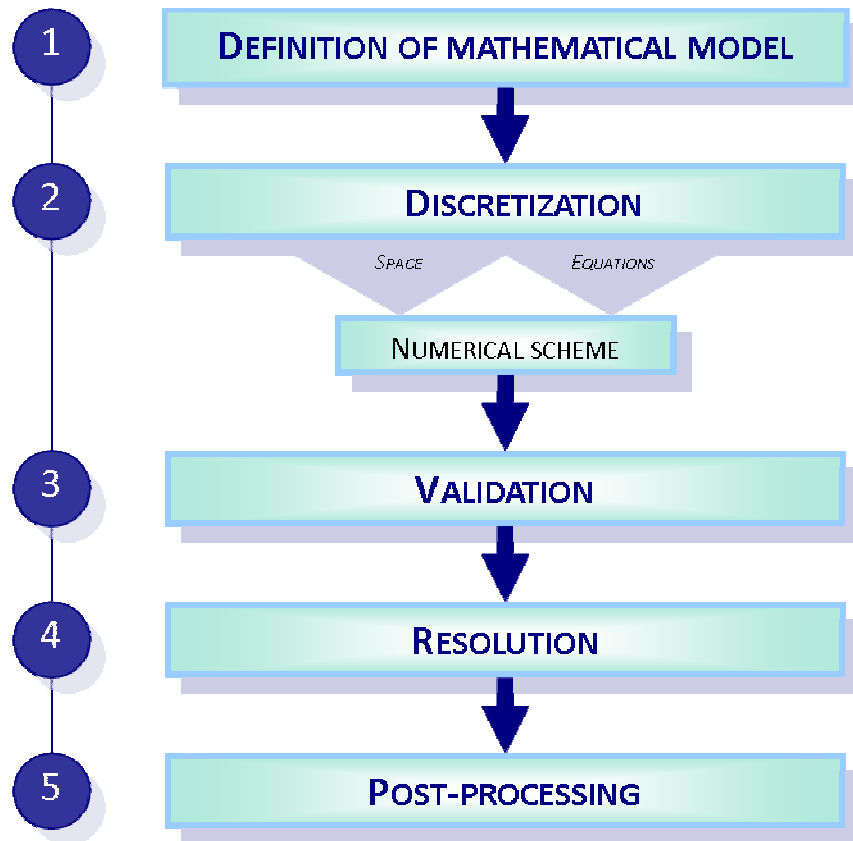 1
DEFINITION OF MATHEMATICAL MODEL
2
DISCRETIZATION
SPACE EQUATIONS
NUMERICAL SCHEME
3
VALIDATION
4
RESOLUTION
5
POST-PROCESSING